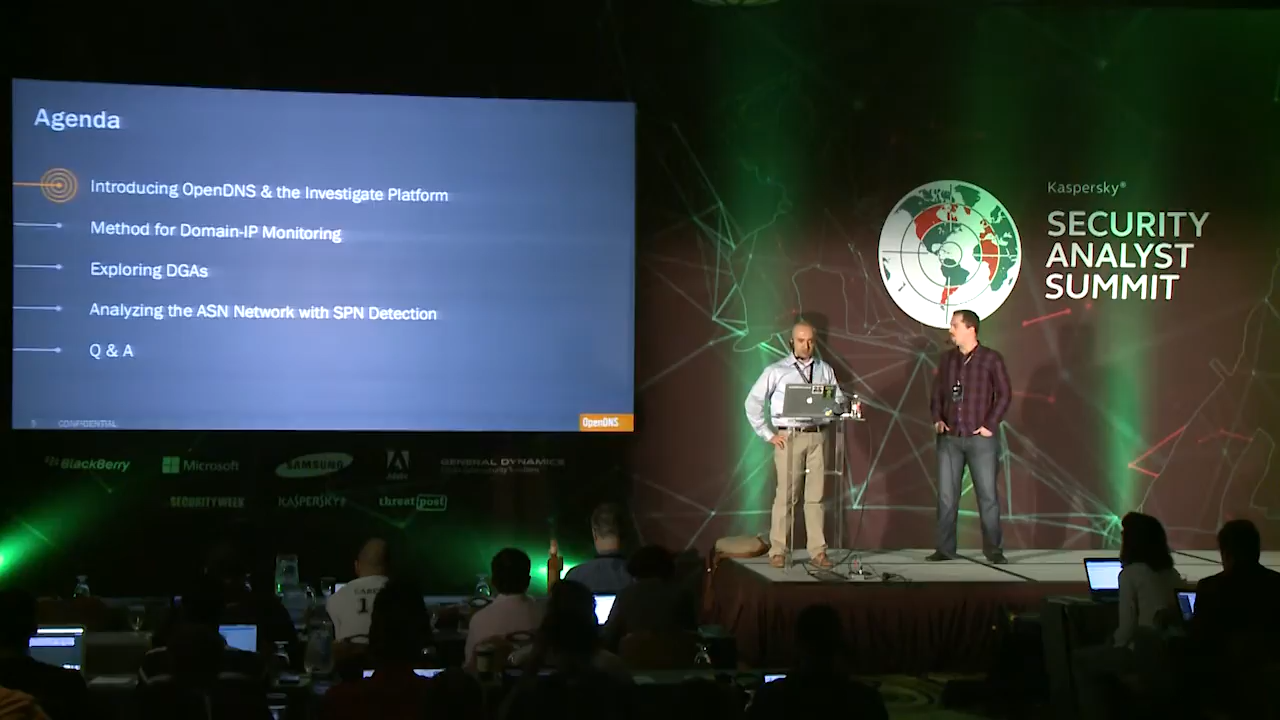 Agenda
Introducing OpenDNS & the Investigate Platform
Method for Domain-IP Monitoring
Exploring DGAs
Analyzing the ASN Network with SPN Detection
Q & A
CONFIDENTIAL
OpenDNS
Kaspersky®
SECURITY
ANALYST
SUMMIT
BlackBerry
Microsoft
SAMSUNG
GENERAL DYNAMICS
SECURITYWEEK
KASPERSKY
threatpost
1